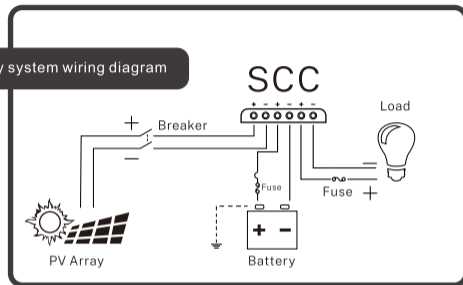 y system wiring diagram
SCC
+ - + - + -
Load
+ Breaker
-
Fuse
Fuse +
-
+ -
PV Array
Battery